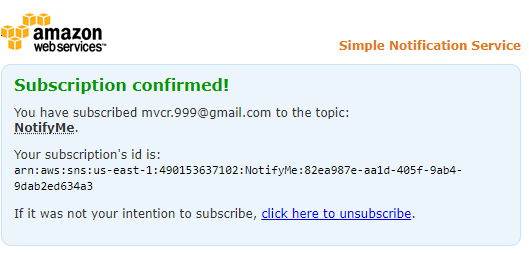 amazon
webservices™
Simple Notification Service
Subscription confirmed!
You have subscribed mvcr.999@gmail.com to the topic:
NotifyMe.
Your subscription's id is:
arn:aws:sns:us-east-1:490153637102:NotifyMe:82ea987e-aa1d-405f-9ab4-
9dab2ed634a3
If it was not your intention to subscribe, click here to unsubscribe.